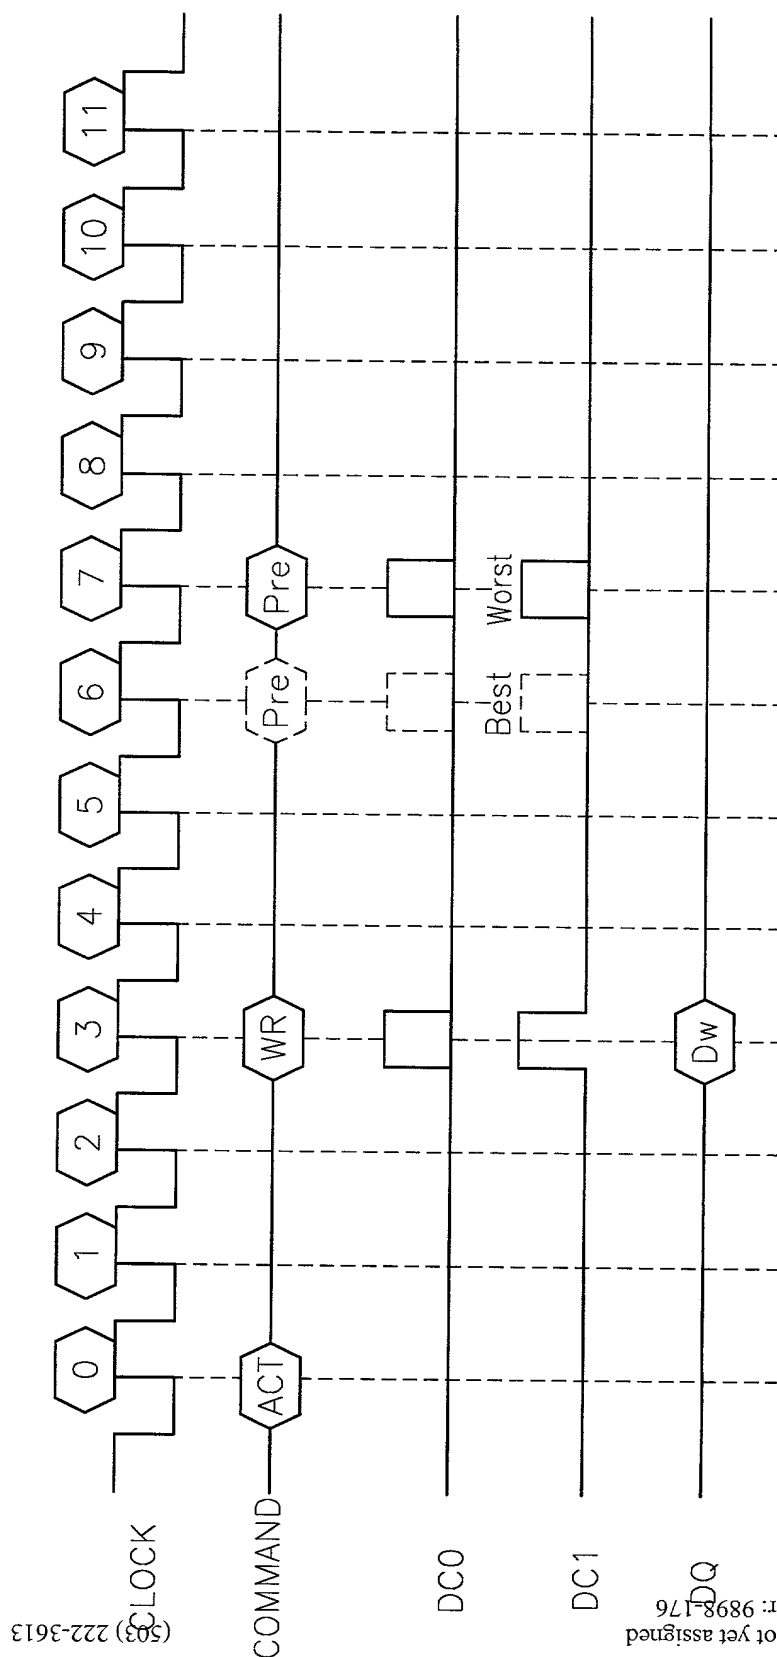 0 1 2 3 4 5 6 7 8 9 10 11
CLOCK
COMMAND ACT WR Pre Pre
DC0
Best Worst
DC1
DQ Dw
(503) 222-3613
ot yet assigned
r: 9898-176